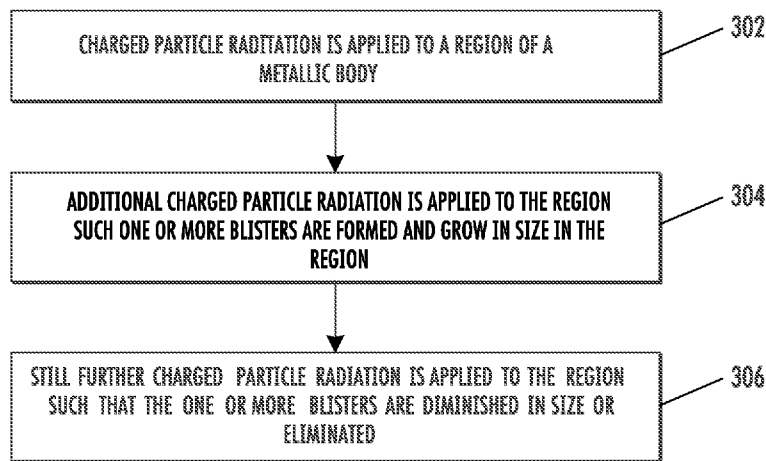 CHARGED PARTICLE RADITATION IS APPLIED TO A REGION OF A
METALLIC BODY
302
ADDITIONAL CHARGED PARTICLE RADIATION IS APPLIED TO THE REGION
SUCH ONE OR MORE BLISTERS ARE FORMED AND GROW IN SIZE IN THE
REGION
304
STILL FURTHER CHARGED PARTICLE RADIATION IS APPLIED TO THE REGION
SUCH THAT THE ONE OR MORE BLISTERS ARE DIMINISHED IN SIZE OR
ELIMINATED
306